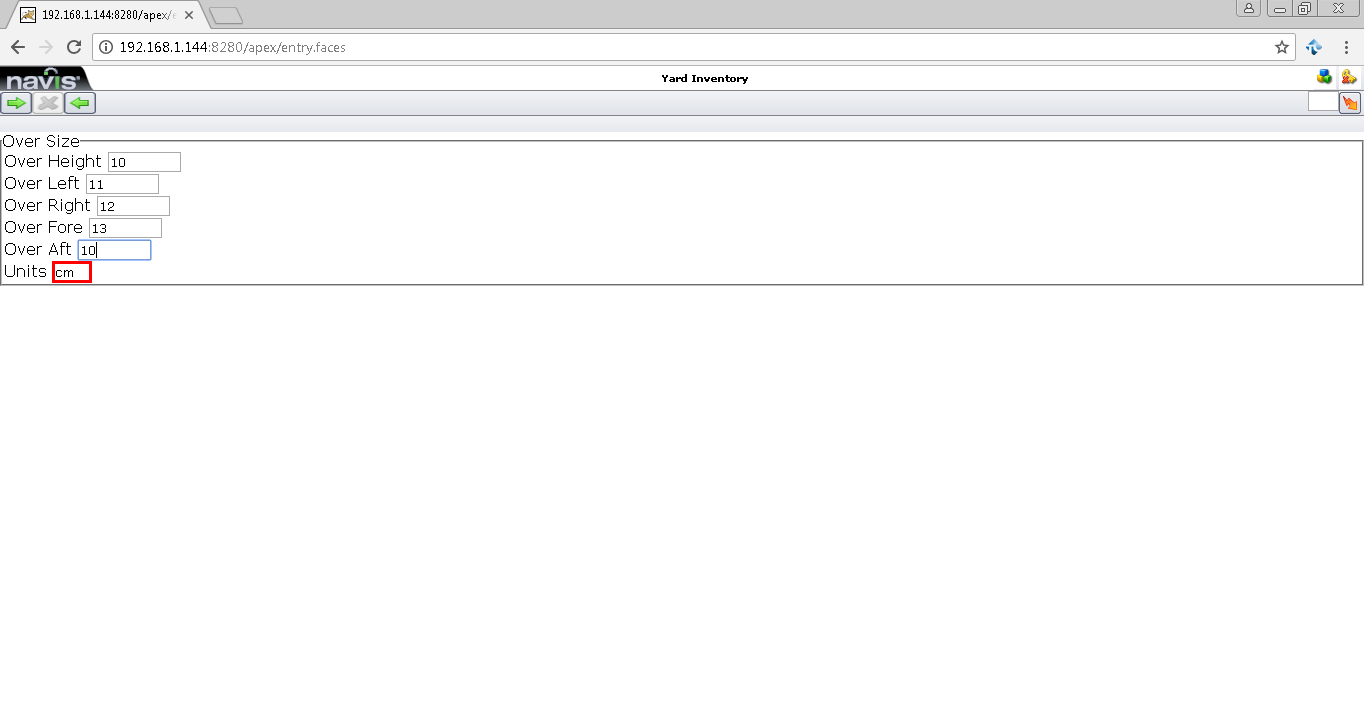 192.168.1.144:8280/apex/e
192.168.1.144:8280/apex/entry.faces
navis
Yard Inventory
Over Size
Over Height 10
Over Left 11
Over Right 12
Over Fore 13
Over Aft 10
Units cm